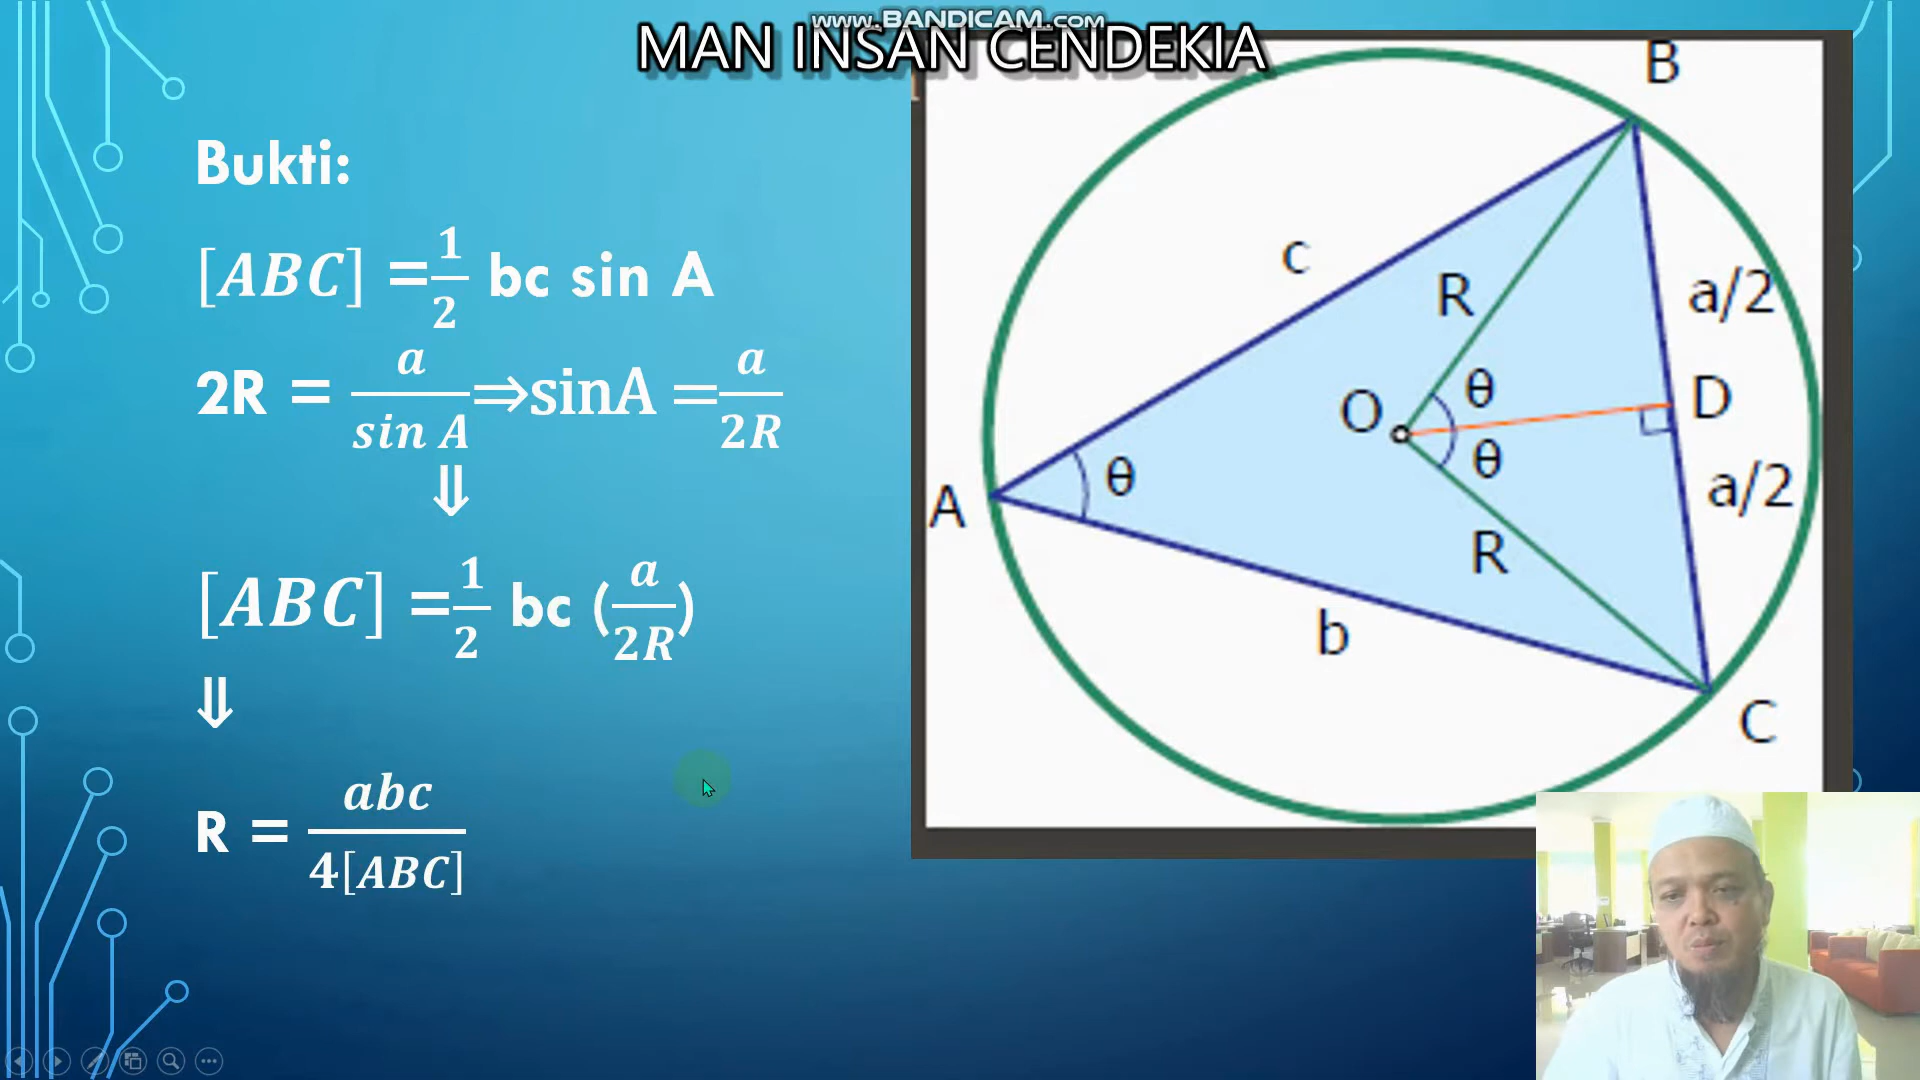 www.BANDICAM.com
MAN INSAN CENDEKIA
Bukti:
[ABC] = 1/2 bc sin A
2R = a/sin A ⇒ sinA = a/2R
⇓
[ABC] = 1/2 bc (a/2R)
⇓
R = abc/4[ABC]
B
c
R
a/2
O
θ
D
θ
A
θ
a/2
R
b
C